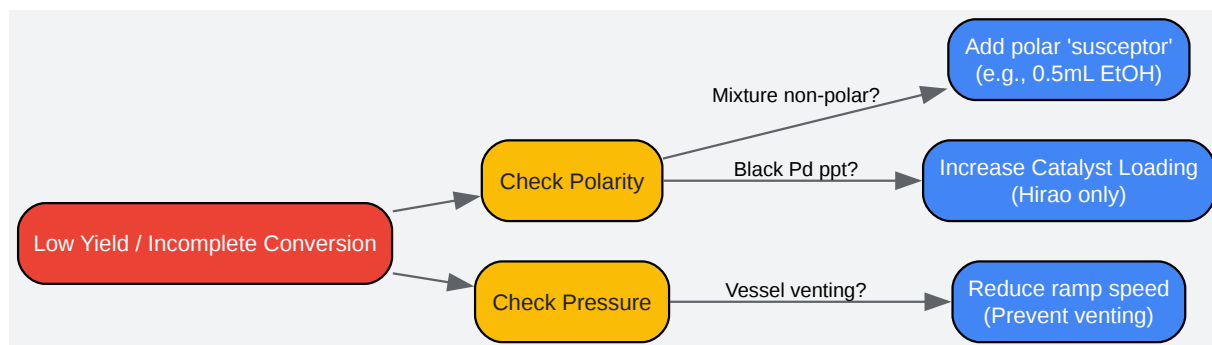 Low Yield / Incomplete Conversion
Check Polarity
Check Pressure
Mixture non-polar?
Black Pd ppt?
Vessel venting?
Add polar 'susceptor'
(e.g., 0.5mL EtOH)
Increase Catalyst Loading
(Hirao only)
Reduce ramp speed
(Prevent venting)